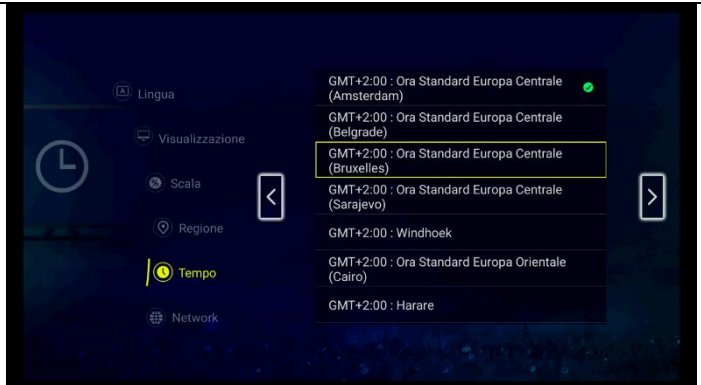 Lingua
Visualizzazione
Scala
Regione
Tempo
Network
GMT+2:00 : Ora Standard Europa Centrale
(Amsterdam)
GMT+2:00 : Ora Standard Europa Centrale
(Belgrade)
GMT+2:00 : Ora Standard Europa Centrale
(Bruxelles)
GMT+2:00 : Ora Standard Europa Centrale
(Sarajevo)
GMT+2:00 : Windhoek
GMT+2:00 : Ora Standard Europa Orientale
(Cairo)
GMT+2:00 : Harare